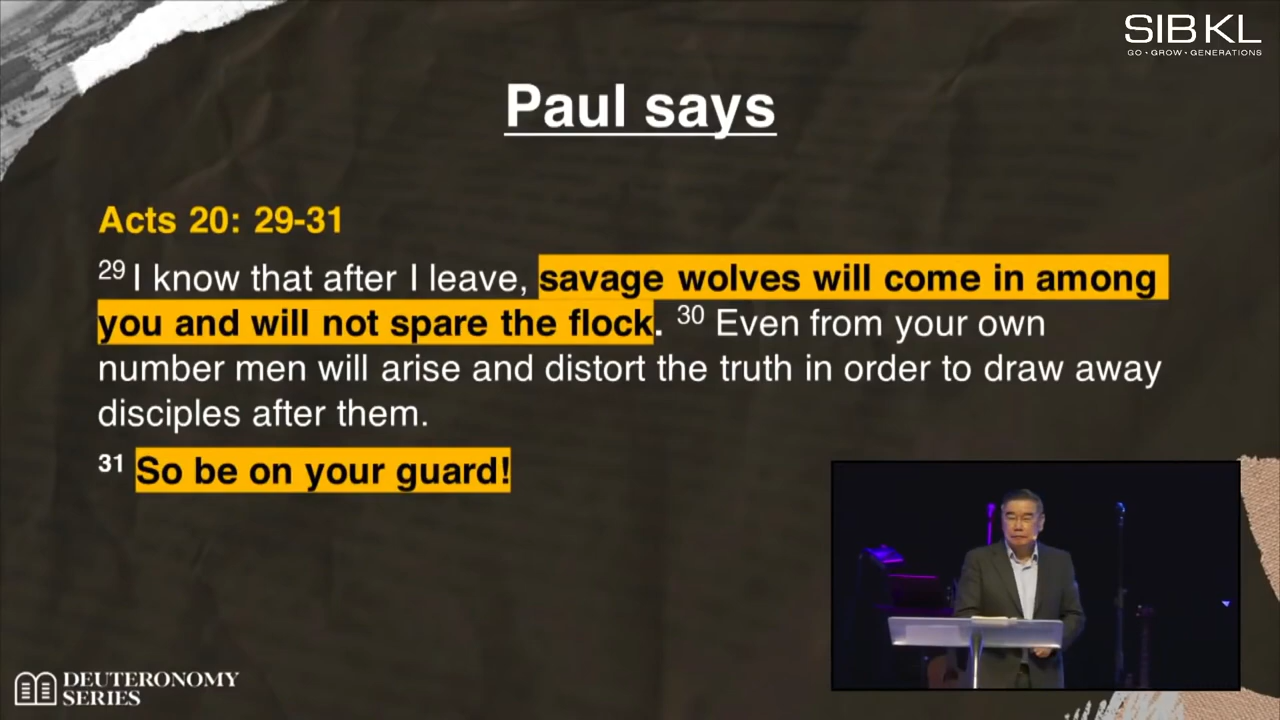 SIBKL
GO • GROW • GENERATIONS
Paul says
Acts 20: 29-31
29 I know that after I leave, savage wolves will come in among
you and will not spare the flock. 30 Even from your own
number men will arise and distort the truth in order to draw away
disciples after them.
31 So be on your guard!
DEUTERONOMY
SERIES